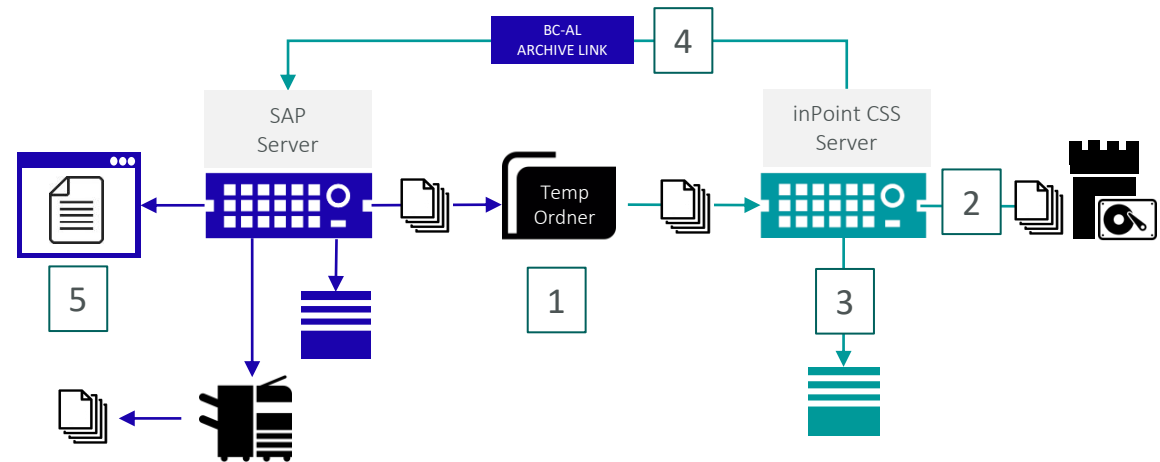 BC-AL
ARCHIVE LINK
4
SAP
Server
inPoint CSS
Server
Temp
Ordner
2
5
1
3